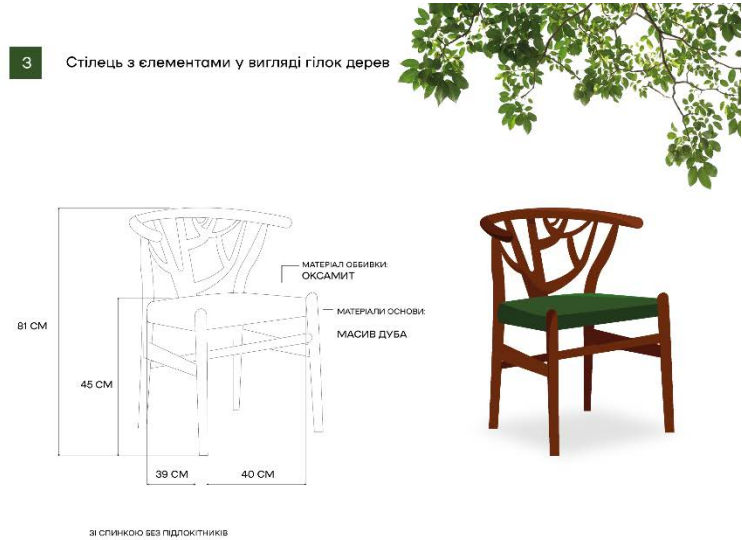 3
Стілець з єлементами у вигляді гілок дерев
МАТЕРІАЛ ОББИВКИ:
ОКСАМИТ
МАТЕРІАЛИ ОСНОВИ:
МАСИВ ДУБА
81 СМ
45 СМ
39 СМ
40 СМ
ЗІ СПИНКОЮ БЕЗ ПІДЛОКІТНИКІВ